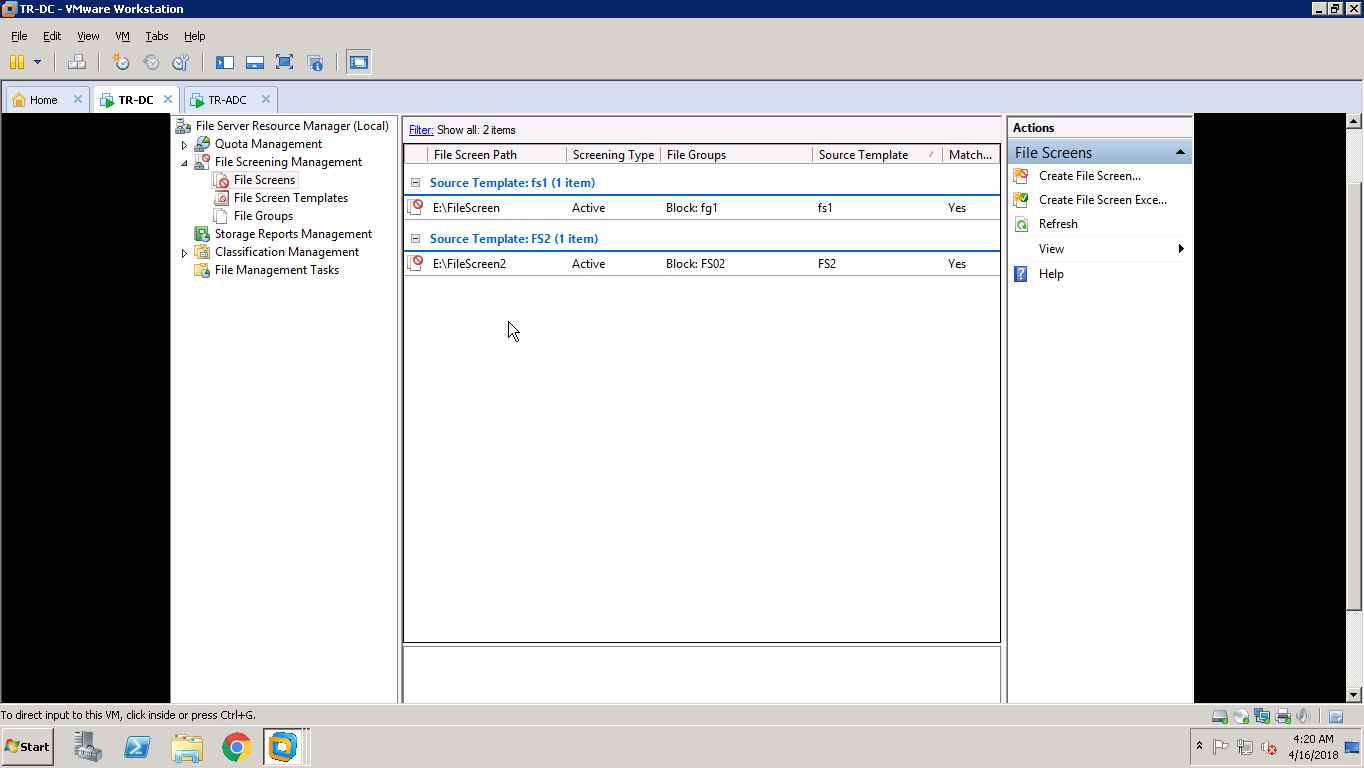 TR-DC - VMware Workstation
File Edit View VM Tabs Help
Home TR-DC TR-ADC
File Server Resource Manager (Local)
Quota Management
File Screening Management
File Screens
File Screen Templates
File Groups
Storage Reports Management
Classification Management
File Management Tasks
Filter: Show all: 2 items
File Screen Path Screening Type File Groups Source Template Match...
Source Template: fs1 (1 item)
E:\FileScreen Active Block: fg1 fs1 Yes
Source Template: FS2 (1 item)
E:\FileScreen2 Active Block: FS02 FS2 Yes
Actions
File Screens
Create File Screen...
Create File Screen Exce...
Refresh
View
Help
To direct input to this VM, click inside or press Ctrl+G.
Start
4:20 AM
4/16/2018